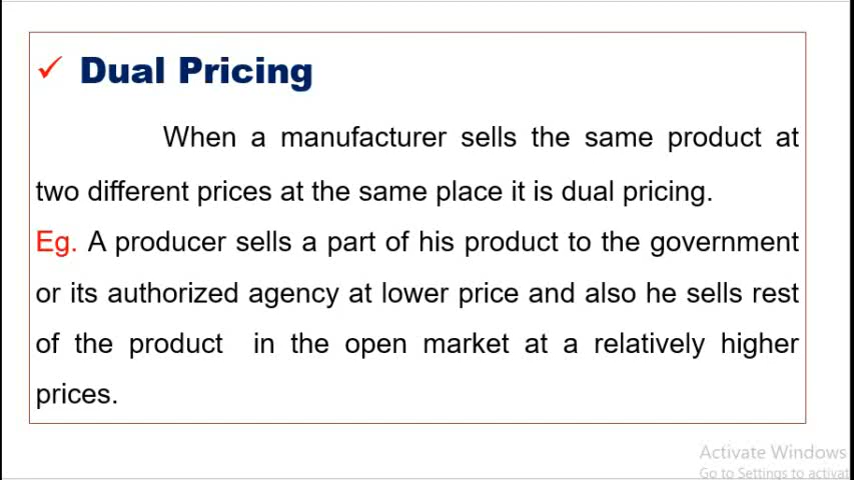 ✓ Dual Pricing
When a manufacturer sells the same product at
two different prices at the same place it is dual pricing.
Eg. A producer sells a part of his product to the government
or its authorized agency at lower price and also he sells rest
of the product in the open market at a relatively higher
prices.
Activate Windows
Go to Settings to activat